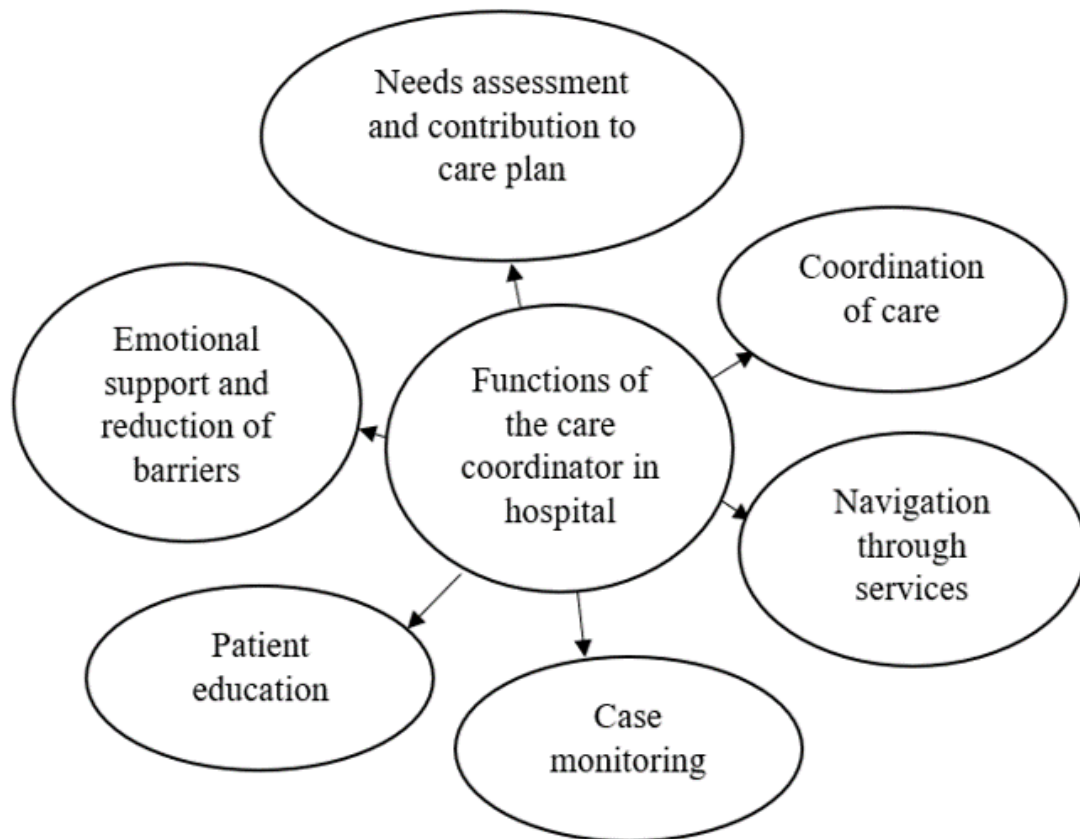 Needs assessment
and contribution to
care plan
Coordination
of care
Emotional
support and
reduction of
barriers
Functions of
the care
coordinator in
hospital
Navigation
through
services
Patient
education
Case
monitoring